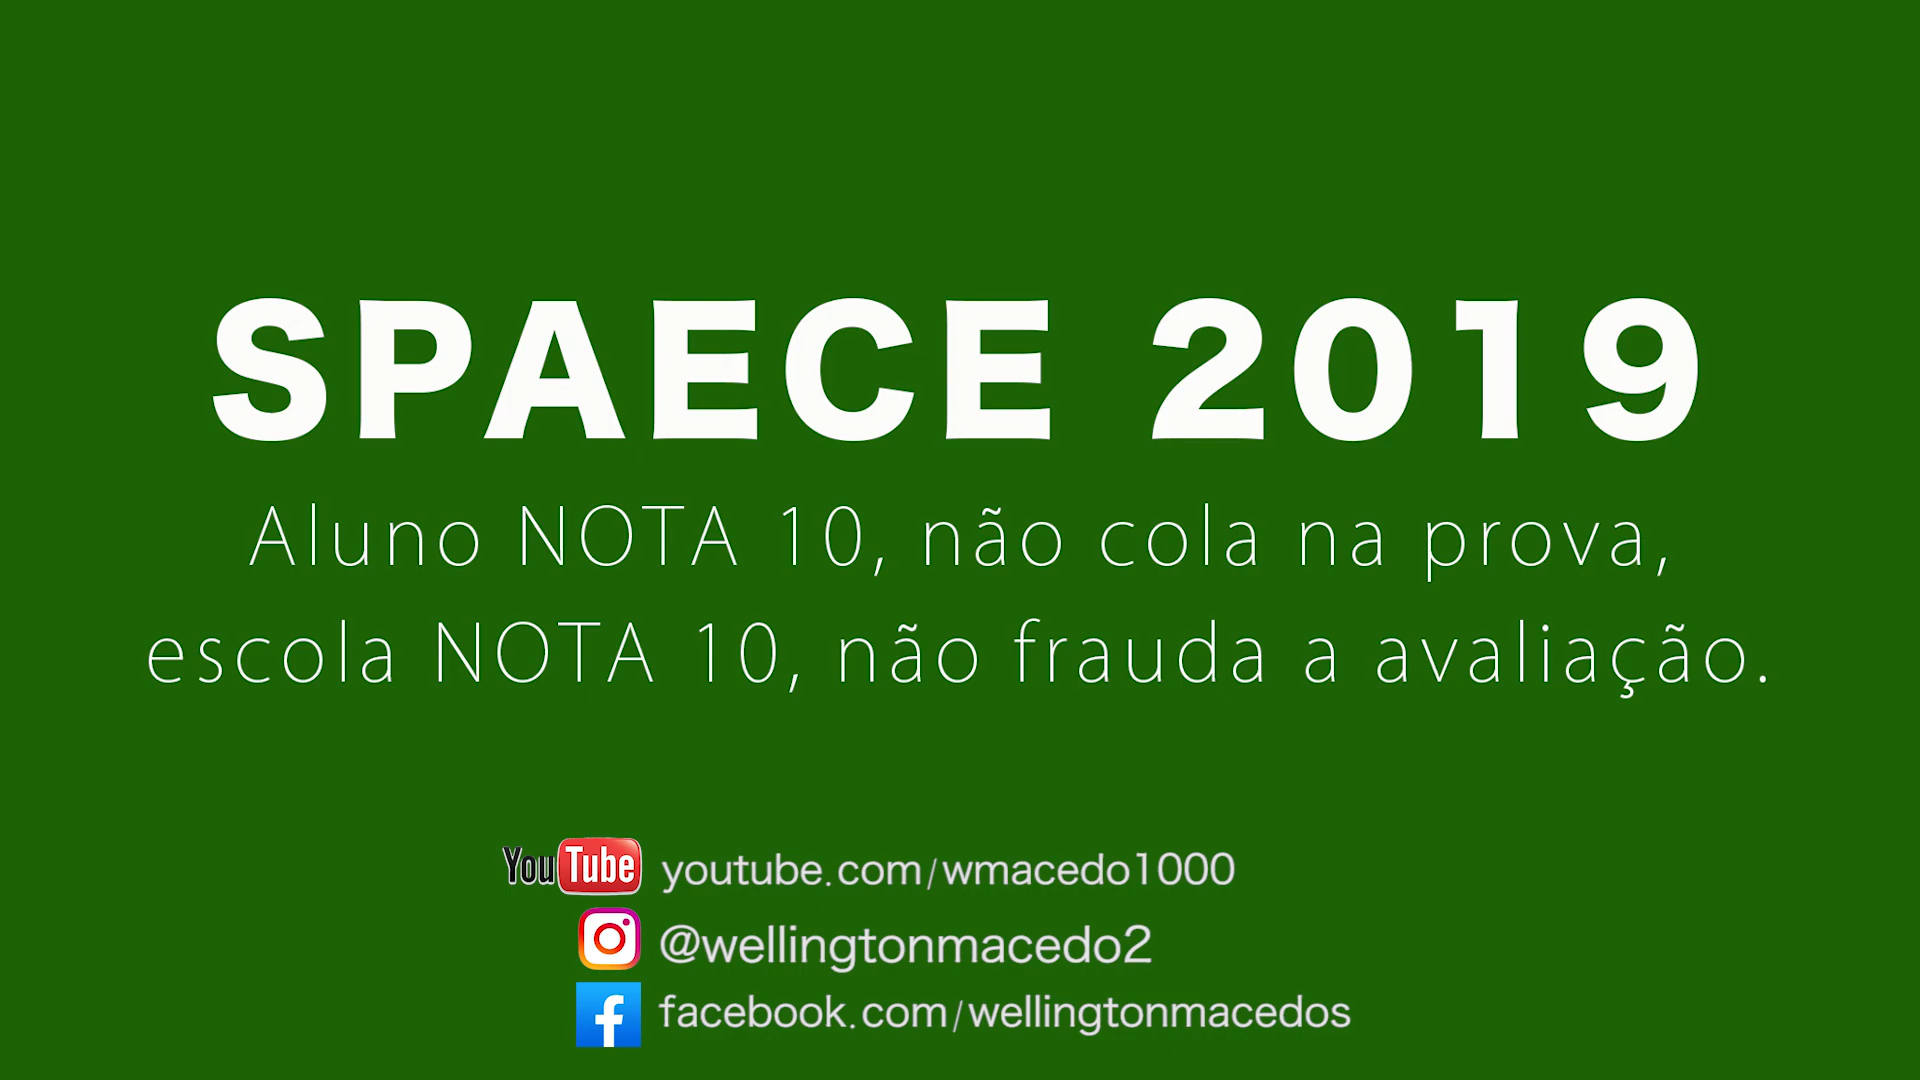 SPAECE 2019
Aluno NOTA 10, não cola na prova,
escola NOTA 10, não frauda a avaliação.
YouTube youtube.com/wmacedo1000
@wellingtonmacedo2
facebook.com/wellingtonmacedos